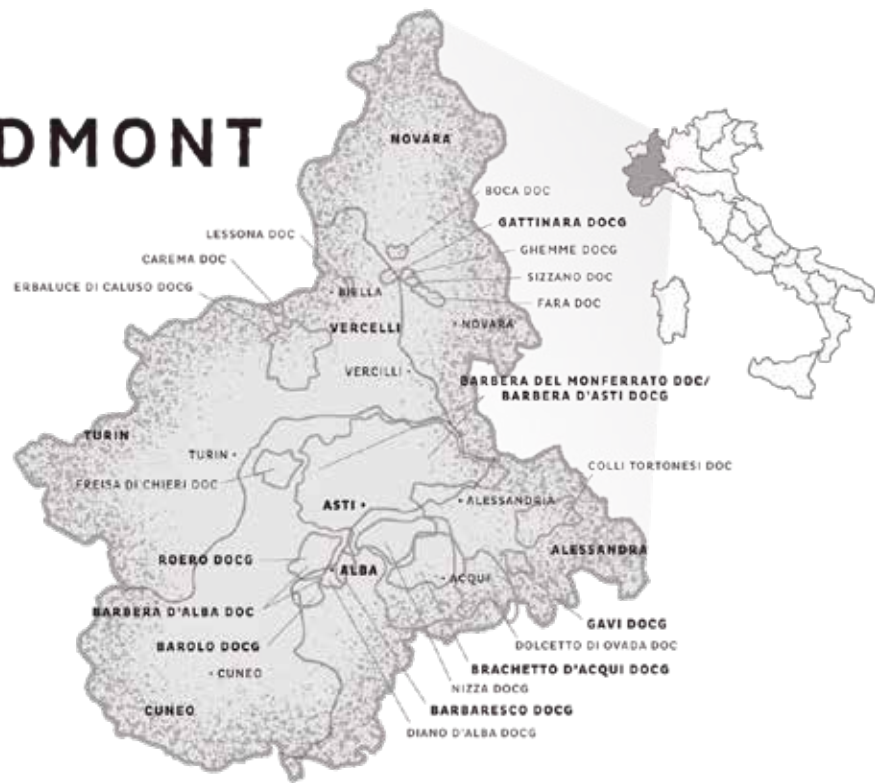 DMONT
NOVARA
BOCA DOC
GATTINARA DOCG
LESSONA DOC
GHEMME DOCG
CAREMA DOC
SIZZANO DOC
ERBALUCE DI CALUSO DOCG
BIELLA
FARA DOC
VERCELLI
NOVARA
VERCILLI
BARBERA DEL MONFERRATO DOC/
BARBERA D'ASTI DOCG
TURIN
TURIN
COLLI TORTONESI DOC
FREISA DI CHIERI DOC
ASTI
ALESSANDRIA
ROERO DOCG
ALBA
ALESSANDRA
ACQUI
BARBERA D'ALBA DOC
GAVI DOCG
BAROLO DOCG
DOLCETTO DI OVADA DOC
CUNEO
BRACHETTO D'ACQUI DOCG
NIZZA DOCG
CUNEO
BARBARESCO DOCG
DIANO D'ALBA DOCG